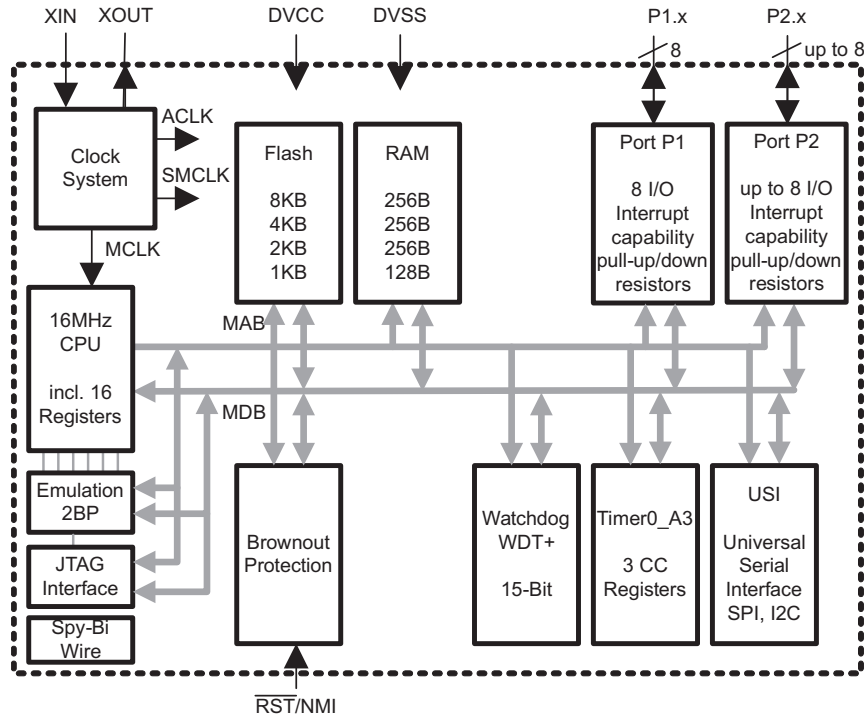 XIN XOUT DVCC DVSS P1.x P2.x
8 up to 8
ACLK
Clock
System
SMCLK
MCLK
Flash
8KB
4KB
2KB
1KB
RAM
256B
256B
256B
128B
Port P1
8 I/O
Interrupt
capability
pull-up/down
resistors
Port P2
up to 8 I/O
Interrupt
capability
pull-up/down
resistors
16MHz
CPU
incl. 16
Registers
MAB
MDB
Emulation
2BP
JTAG
Interface
Spy-Bi
Wire
Brownout
Protection
Watchdog
WDT+
15-Bit
Timer0_A3
3 CC
Registers
USI
Universal
Serial
Interface
SPI, I2C
RST/NMI